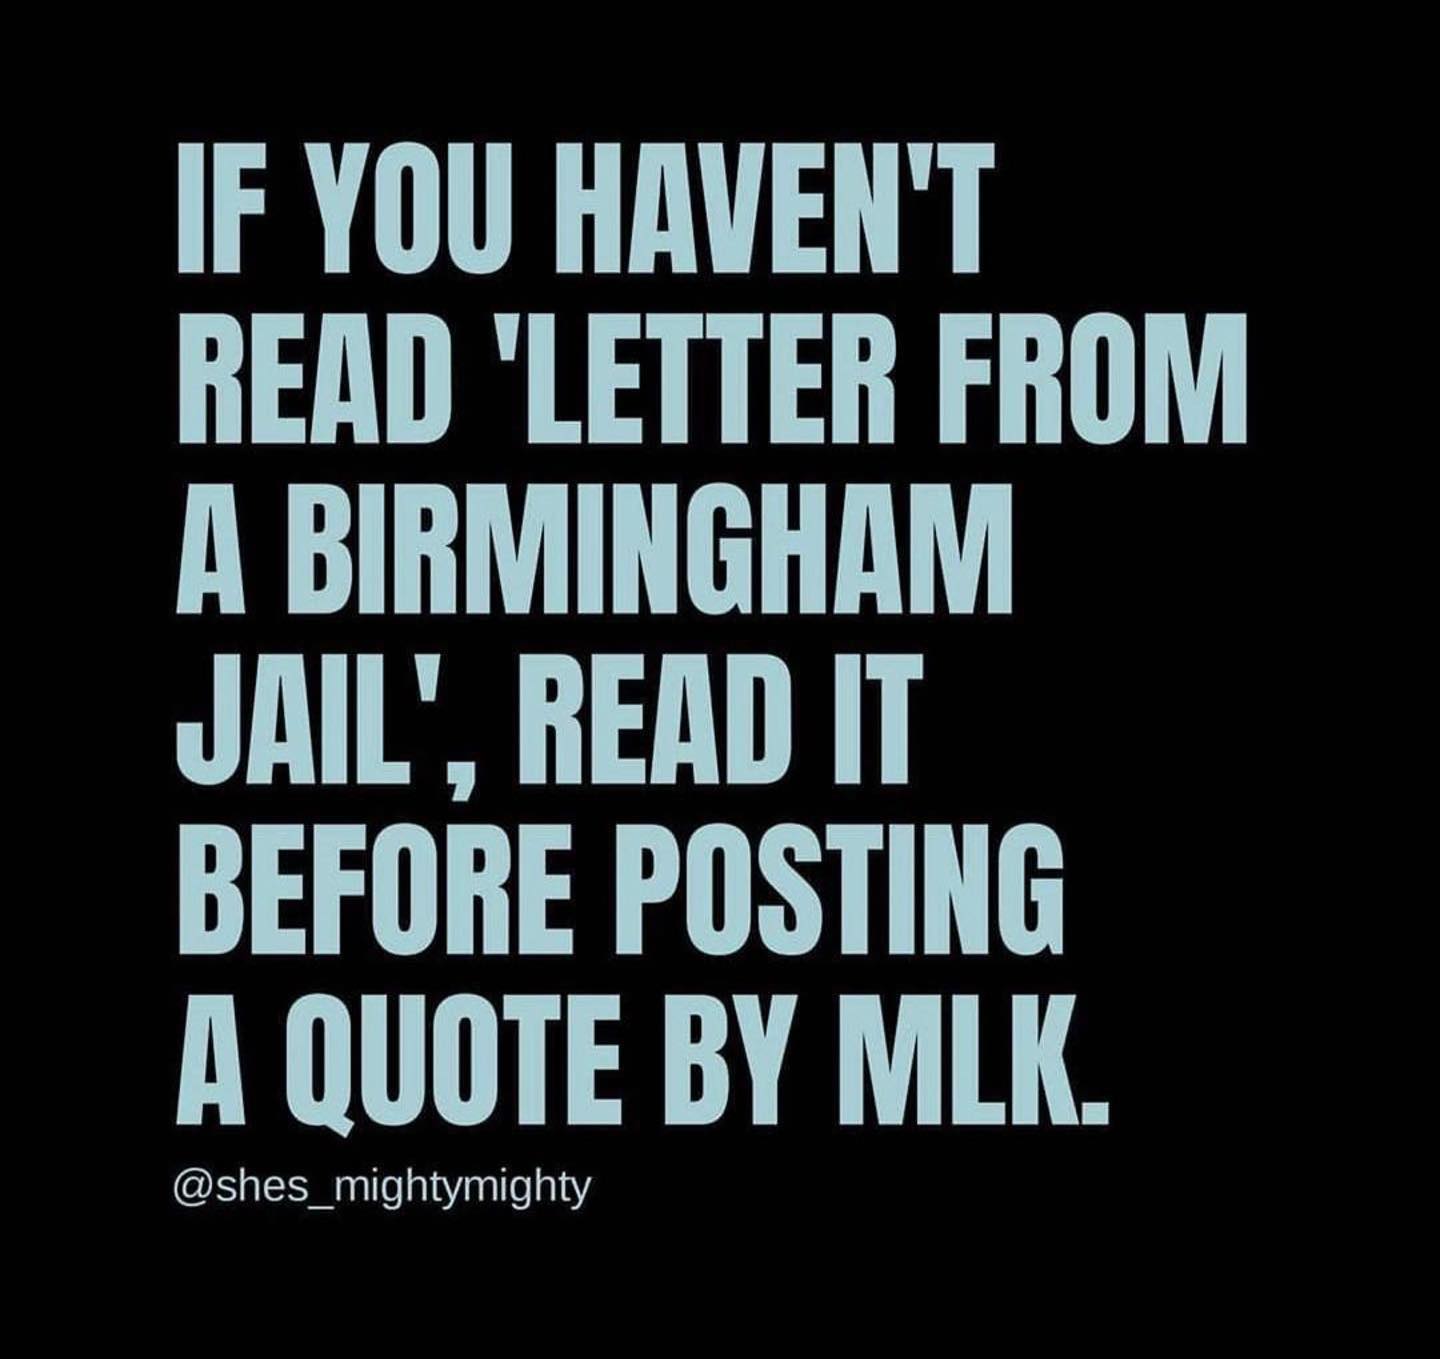 IF YOU HAVEN'T
READ 'LETTER FROM
A BIRMINGHAM
JAIL', READ IT
BEFORE POSTING
A QUOTE BY MLK.
@shes_mightymighty